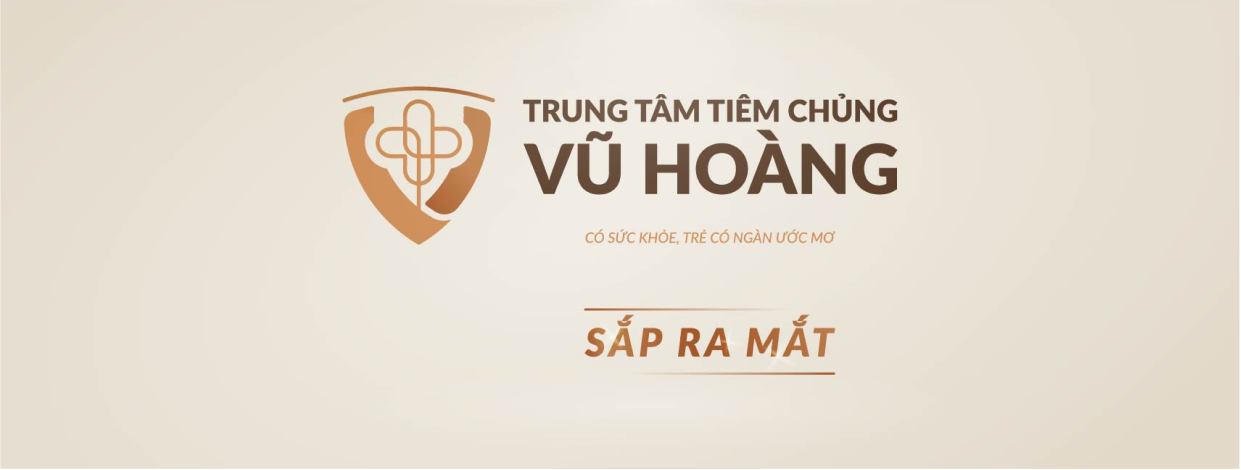 TRUNG TÂM TIÊM CHỦNG
VŨ HOÀNG
CÓ SỨC KHỎE, TRẺ CÓ NGÀN ƯỚC MƠ
SẮP RA MẮT